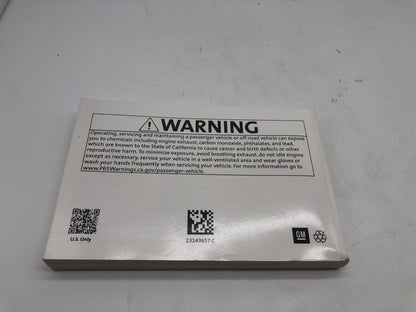 WARNING
Operating, servicing and maintaining a passenger vehicle or off-road vehicle can expose
you to chemicals including engine exhaust, carbon monoxide, phthalates, and lead,
which are known to the State of California to cause cancer and birth defects or other
reproductive harm. To minimize exposure, avoid breathing exhaust, do not idle engine
except as necessary, service your vehicle in a well-ventilated area and wear gloves or
wash your hands frequently when servicing your vehicle. For more information go to
www.P65Warnings.ca.gov/passenger-vehicle.
U.S. Only
23143657 C
GM